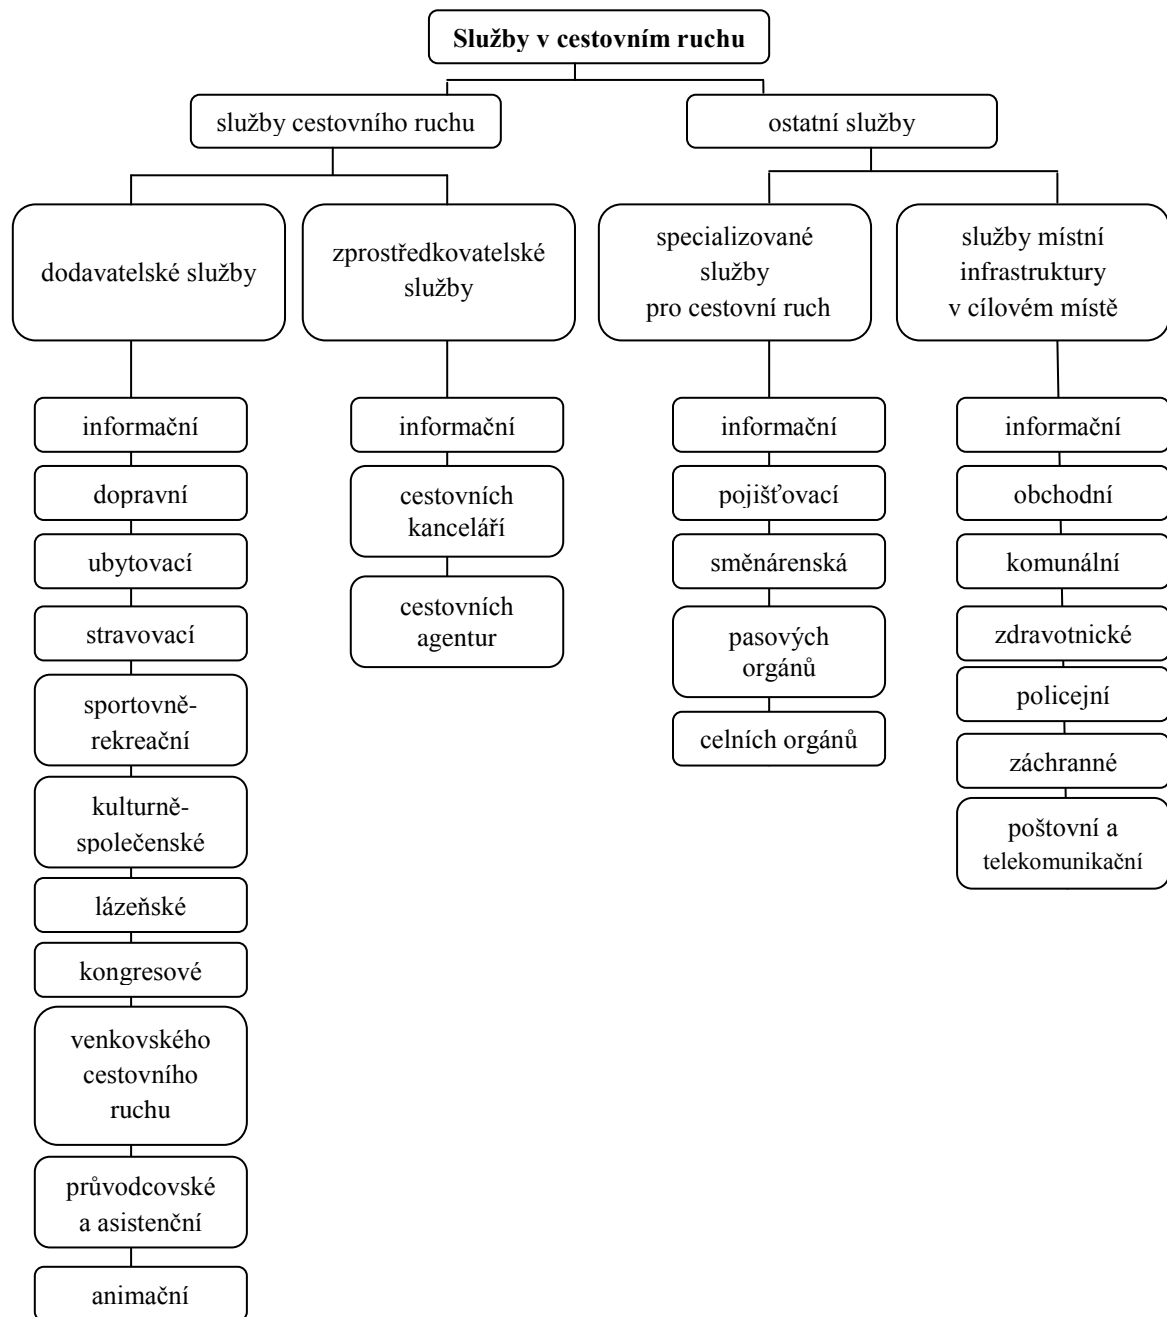 Služby v cestovním ruchu
služby cestovního ruchu
ostatní služby
dodavatelské služby
zprostředkovatelské
služby
specializované
služby
pro cestovní ruch
služby místní
infrastruktury
v cílovém místě
informační
dopravní
ubytovací
stravovací
sportovně-
rekreační
kulturně-
společenské
lázeňské
kongresové
venkovského
cestovního
ruchu
průvodcovské
a asistenční
animační
informační
cestovních
kanceláří
cestovních
agentur
informační
pojišťovací
směnárenská
pasových
orgánů
celních orgánů
informační
obchodní
komunální
zdravotnické
policejní
záchranné
poštovní a
telekomunikační